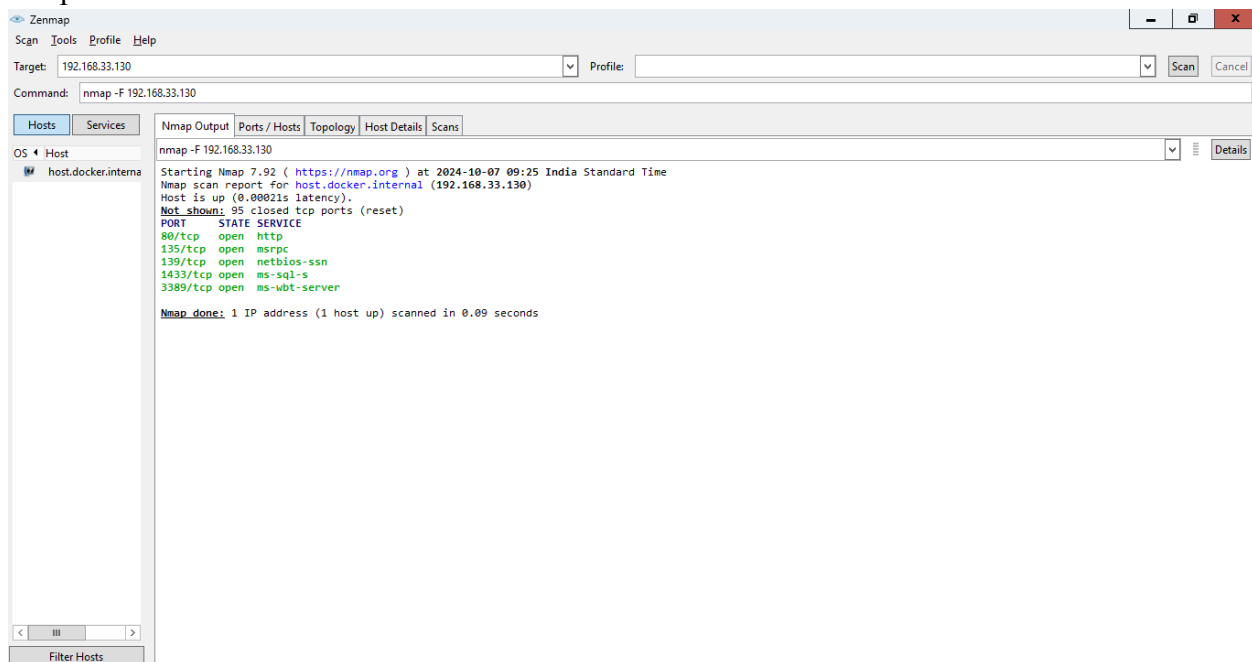 Zenmap
Scan Tools Profile Help
Target: 192.168.33.130 Profile: Scan Cancel
Command: nmap -F 192.168.33.130
Hosts Services Nmap Output Ports / Hosts Topology Host Details Scans
OS Host nmap -F 192.168.33.130 Details
host.docker.interna
Starting Nmap 7.92 ( https://nmap.org ) at 2024-10-07 09:25 India Standard Time
Nmap scan report for host.docker.internal (192.168.33.130)
Host is up (0.00021s latency).
Not shown: 95 closed tcp ports (reset)
PORT STATE SERVICE
80/tcp open http
135/tcp open msrpc
139/tcp open netbios-ssn
1433/tcp open ms-sql-s
3389/tcp open ms-wbt-server
Nmap done: 1 IP address (1 host up) scanned in 0.09 seconds
Filter Hosts